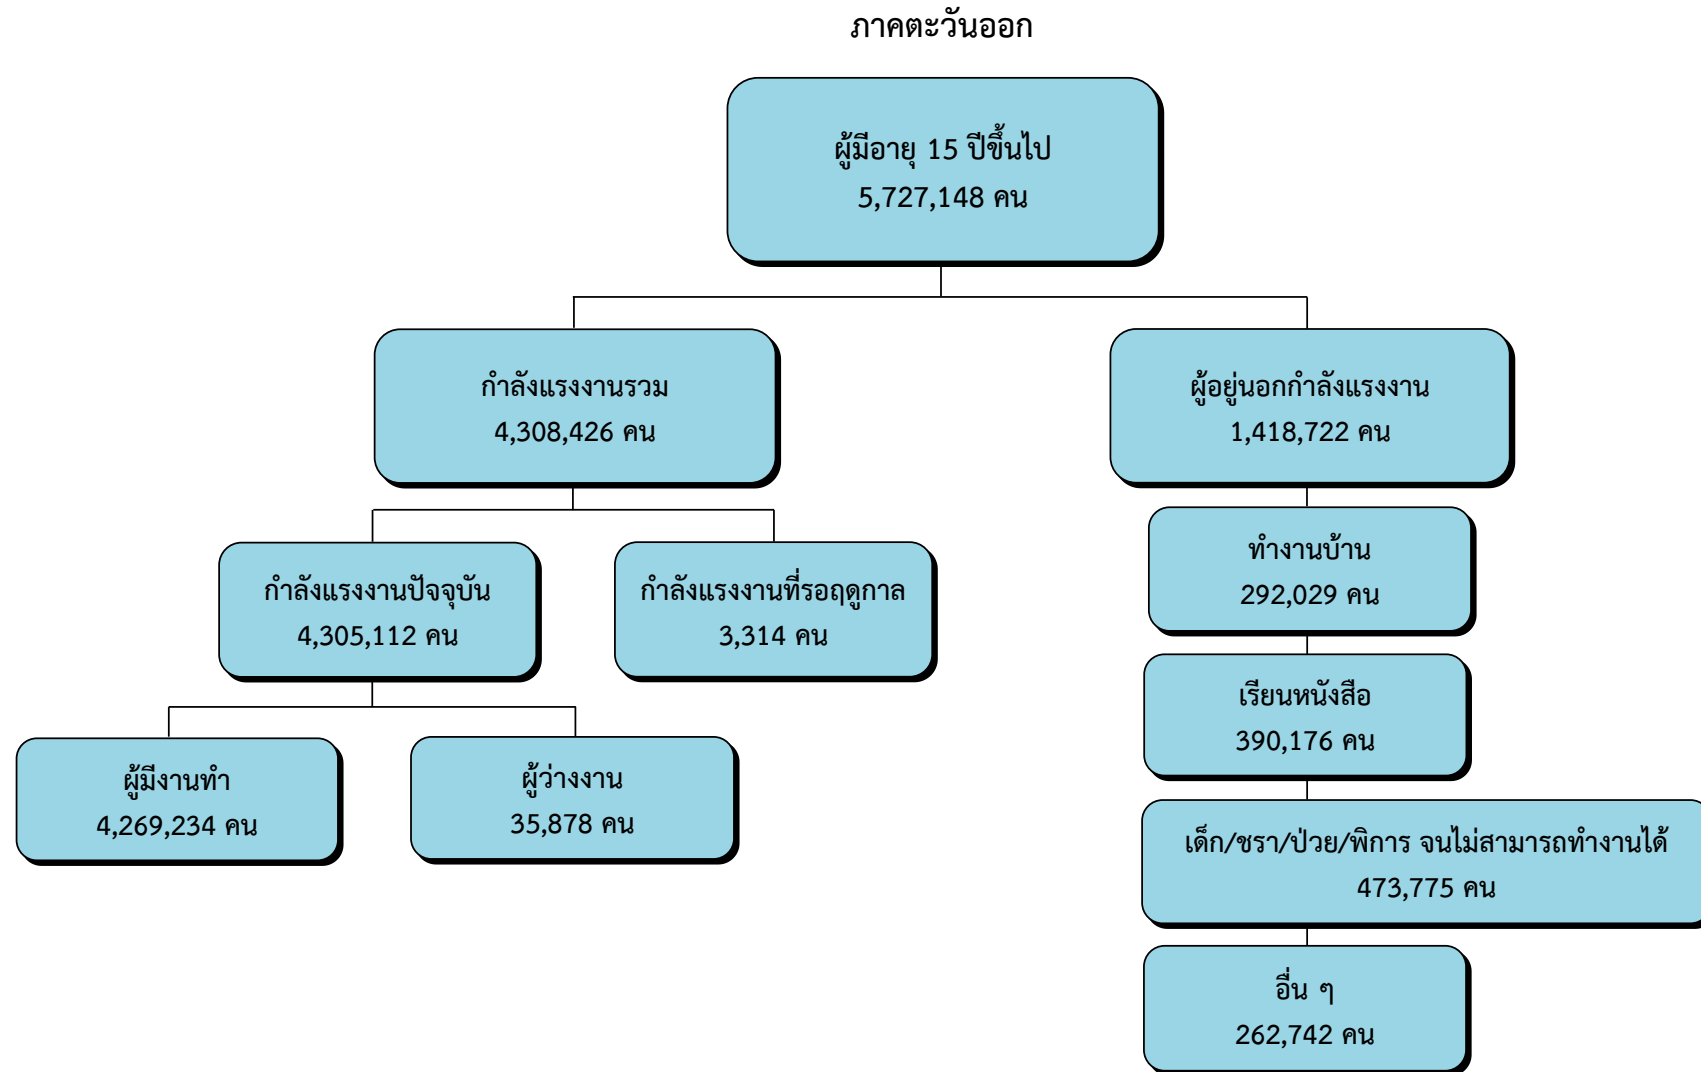 ภาคตะวันออก
ผู้มีอายุ 15 ปีขึ้นไป
5,727,148 คน
กำลังแรงงานรวม
4,308,426 คน
ผู้อยู่นอกกำลังแรงงาน
1,418,722 คน
กำลังแรงงานปัจจุบัน
4,305,112 คน
กำลังแรงงานที่รอฤดูกาล
3,314 คน
ทำงานบ้าน
292,029 คน
เรียนหนังสือ
390,176 คน
ผู้มีงานทำ
4,269,234 คน
ผู้ว่างงาน
35,878 คน
เด็ก/ชรา/ป่วย/พิการ จนไม่สามารถทำงานได้
473,775 คน
อื่น ๆ
262,742 คน